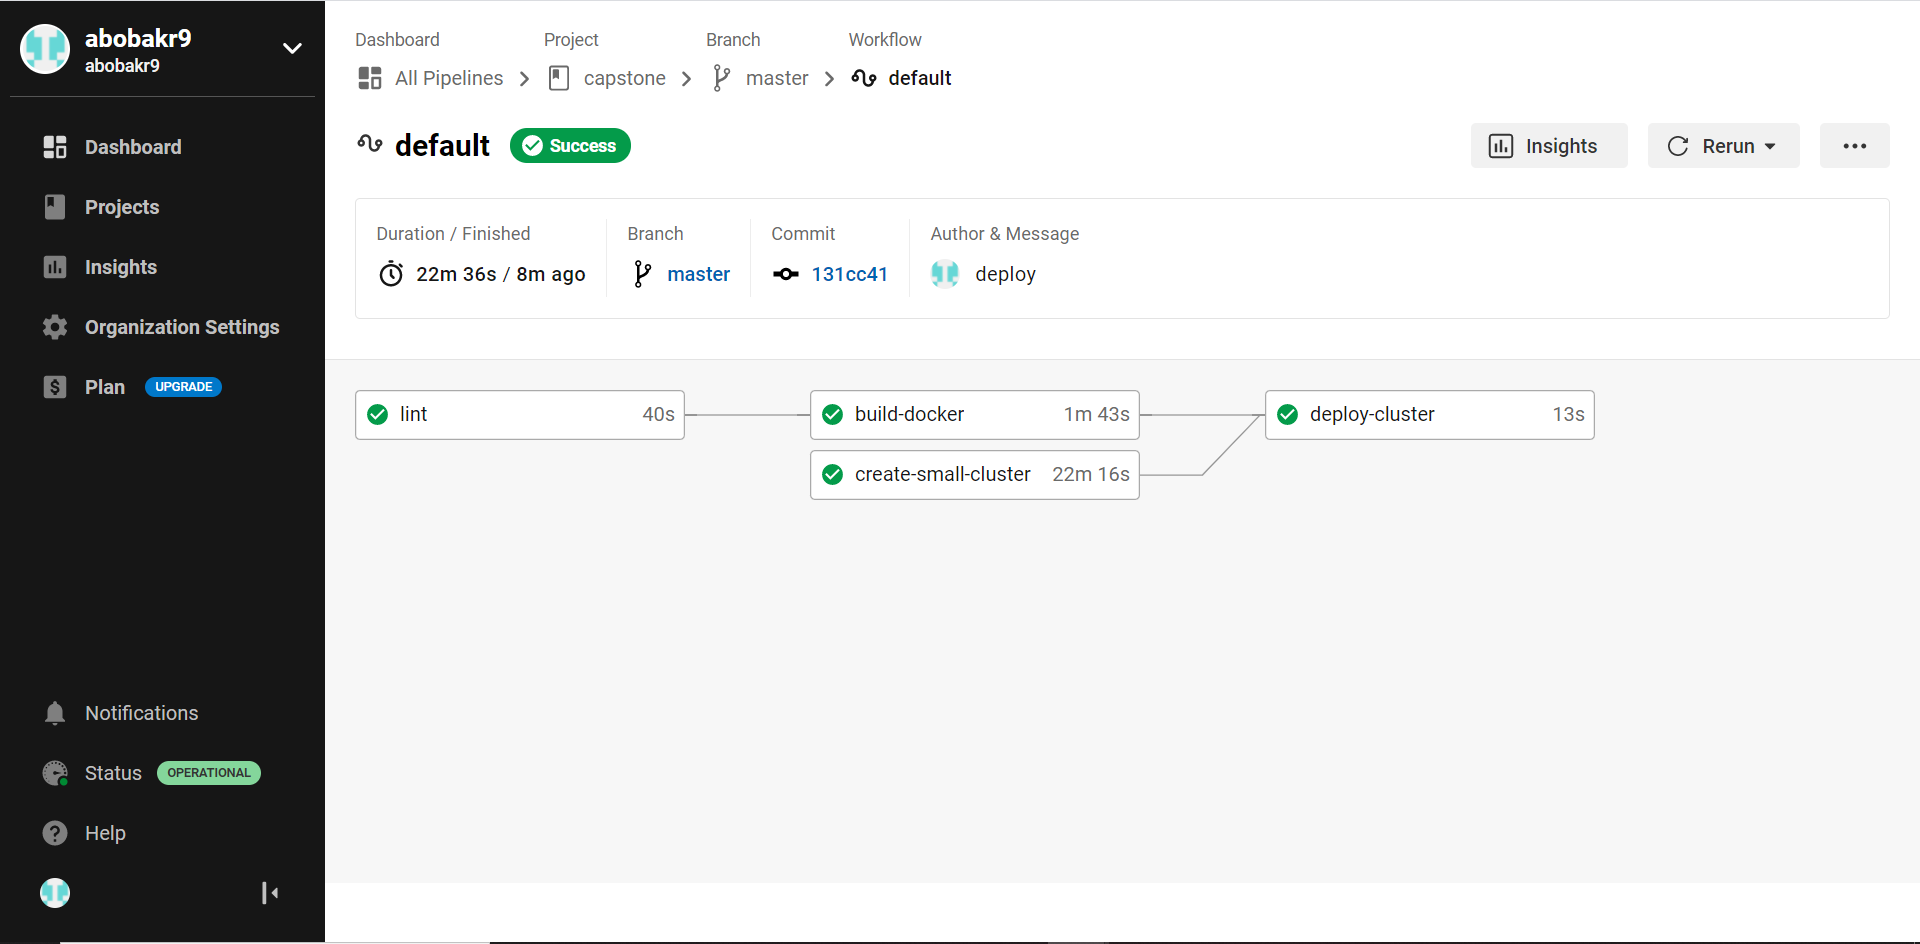 abobakr9
abobakr9
Dashboard
Projects
Insights
Organization Settings
Plan UPGRADE
Notifications
Status OPERATIONAL
Help
Dashboard Project Branch Workflow
All Pipelines capstone master default
default Success Insights Rerun
Duration / Finished Branch Commit Author & Message
22m 36s / 8m ago master 131cc41 deploy
lint 40s build-docker 1m 43s deploy-cluster 13s
create-small-cluster 22m 16s